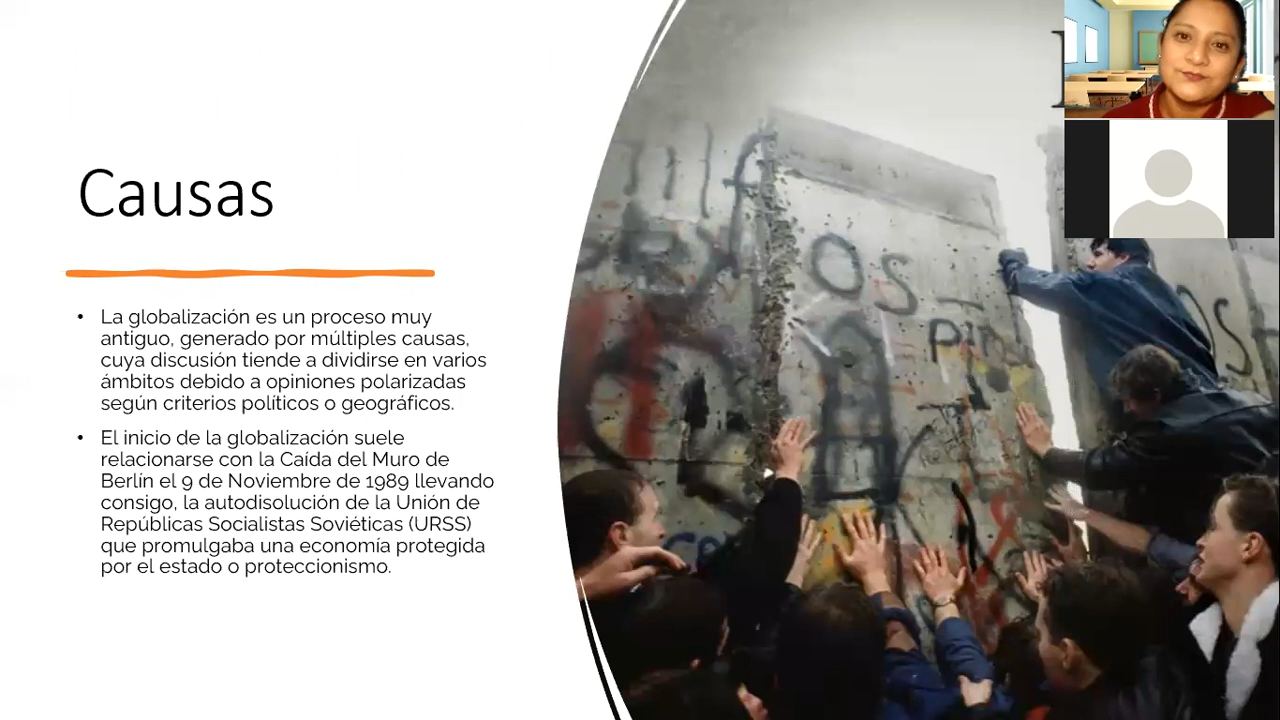 Causas
• La globalización es un proceso muy
antiguo, generado por múltiples causas,
cuya discusión tiende a dividirse en varios
ámbitos debido a opiniones polarizadas
según criterios políticos o geográficos.
• El inicio de la globalización suele
relacionarse con la Caída del Muro de
Berlín el 9 de Noviembre de 1989 llevando
consigo, la autodisolución de la Unión de
Repúblicas Socialistas Soviéticas (URSS)
que promulgaba una economía protegida
por el estado o proteccionismo.
OS